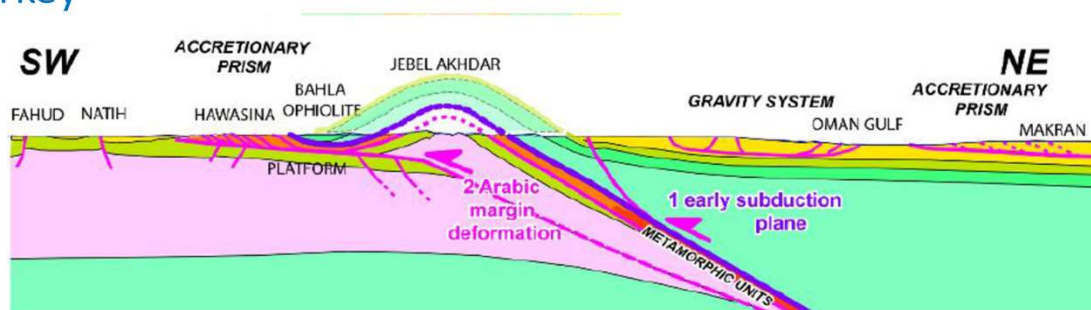 SW
NE
ACCRETIONARY
PRISM
JEBEL AKHDAR
BAHLA
OPHIOLITE
FAHUD
NATIH
HAWASINA
PLATFORM
GRAVITY SYSTEM
OMAN GULF
ACCRETIONARY
PRISM
MAKRAN
2 Arabic
margin
deformation
1 early subduction
plane
METAMORPHIC UNITS